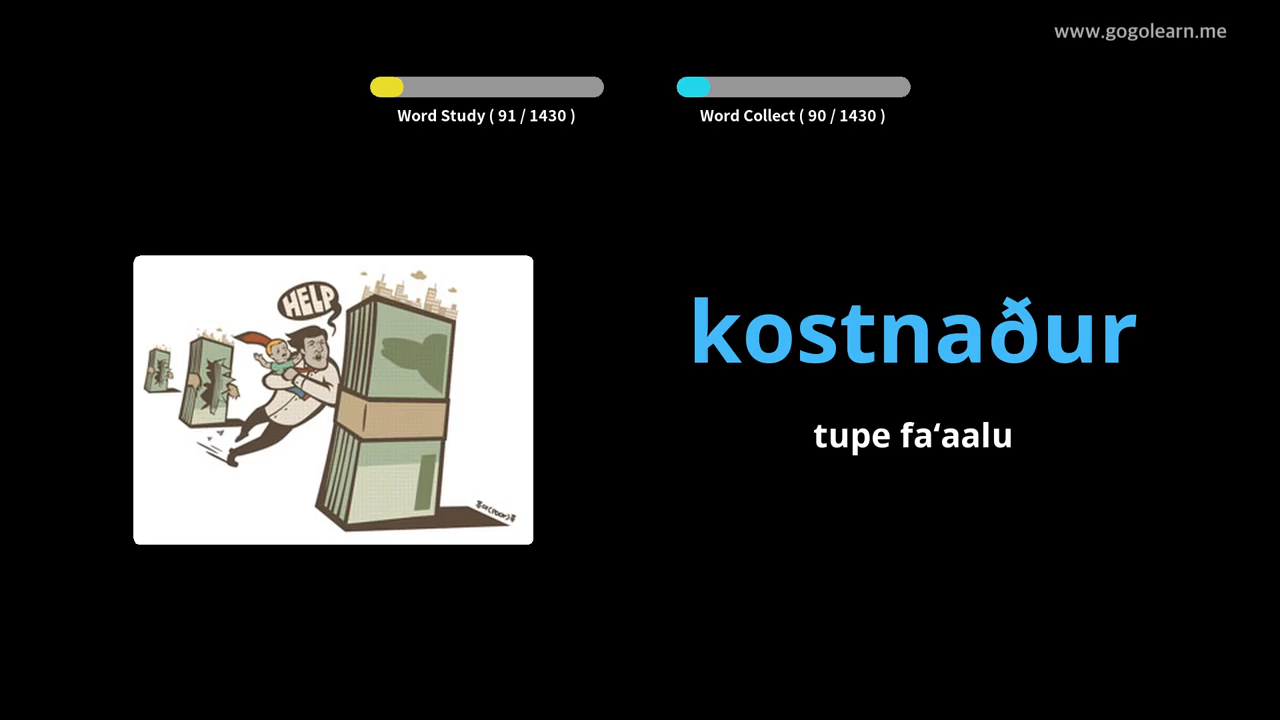 www.gogolearn.me
Word Study ( 91 / 1430 )
Word Collect ( 90 / 1430 )
HELP
kostnaður
tupe fa‘aalu